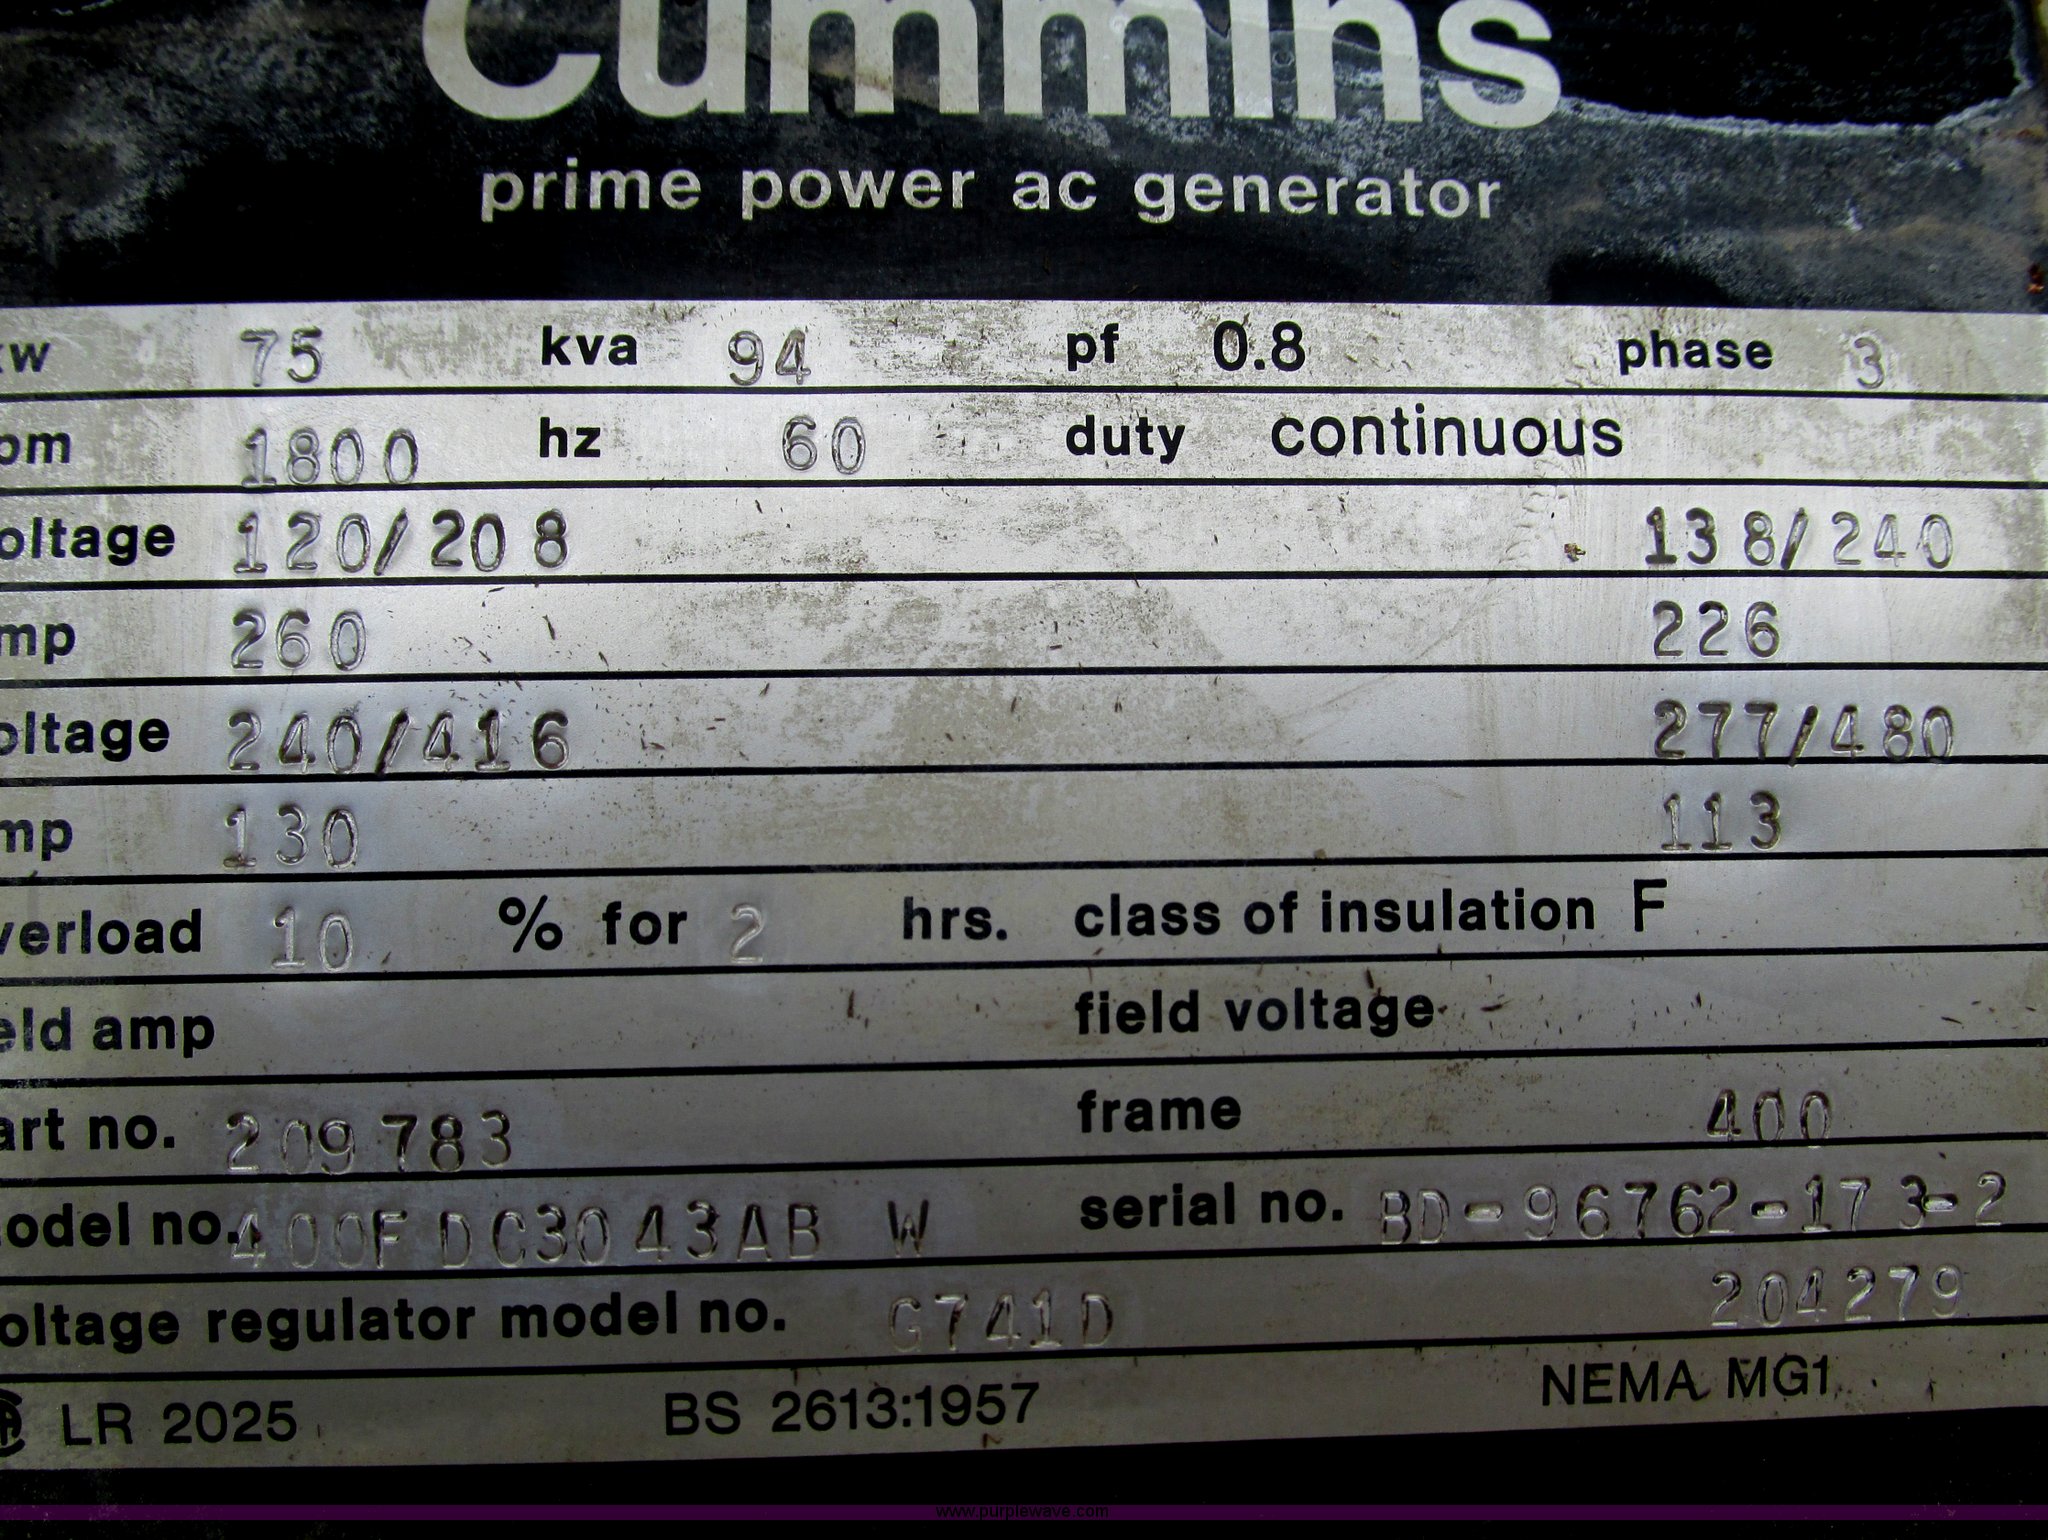 Cummins
prime power ac generator
kw 75 kva 94 pf 0.8 phase 3
pm 1800 hz 60 duty continuous
oltage 120/208 138/240
mp 260 226
oltage 240/416 277/480
mp 130 113
verload 10 % for 2 hrs. class of insulation F
eld amp field voltage
art no. 209783 frame 400
odel no. 400FDC3043AB W serial no. BD-96762-173-2
oltage regulator model no. G741D 204279
LR 2025 BS 2613:1957 NEMA MG1
www.purplewave.com